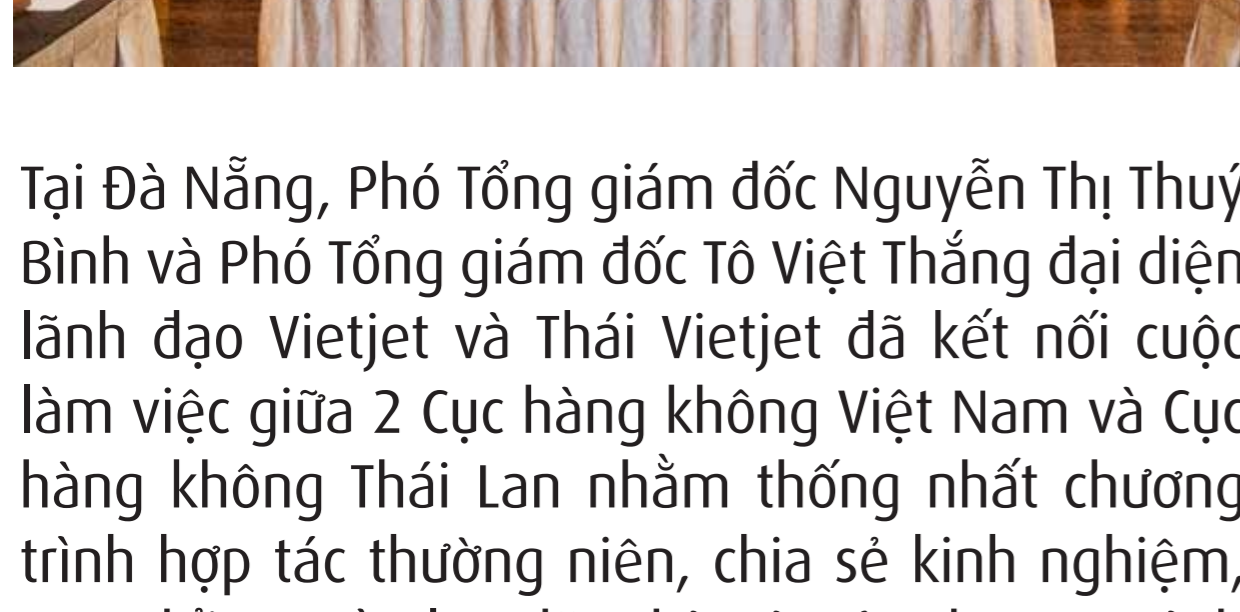 Tại Đà Nẵng, Phó Tổng giám đốc Nguyễn Thị Thuý
Bình và Phó Tổng giám đốc Tô Việt Thắng đại diện
lãnh đạo Vietjet và Thái Vietjet đã kết nối cuộc
làm việc giữa 2 Cục hàng không Việt Nam và Cục
hàng không Thái Lan nhằm thống nhất chương
trình hợp tác thường niên, chia sẻ kinh nghiệm,